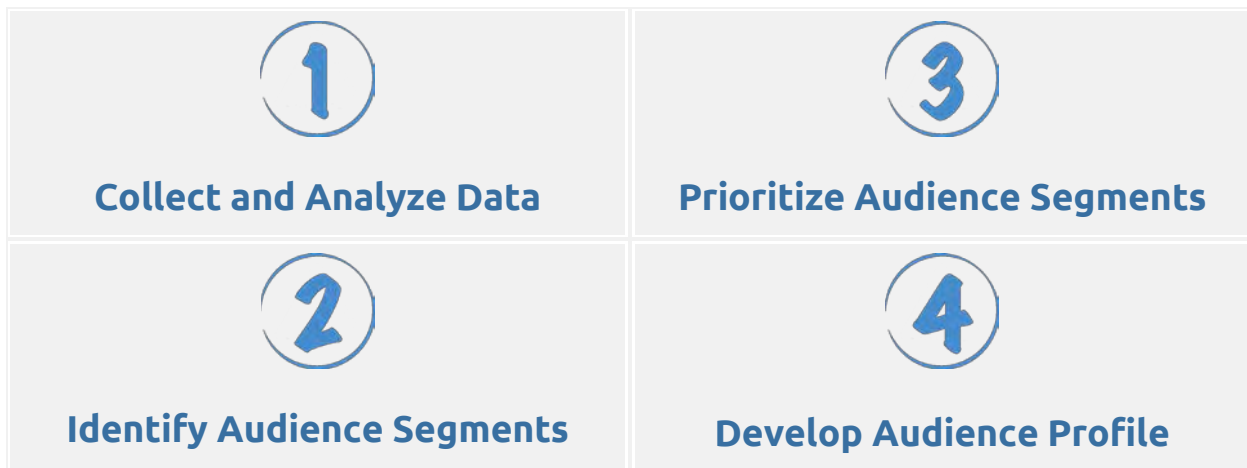 1
Collect and Analyze Data
2
Identify Audience Segments
3
Prioritize Audience Segments
4
Develop Audience Profile